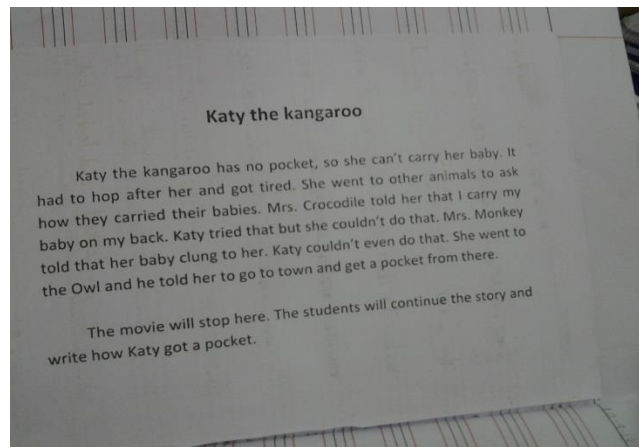 Katy the kangaroo
Katy the kangaroo has no pocket, so she can't carry her baby. It
had to hop after her and got tired. She went to other animals to ask
how they carried their babies. Mrs. Crocodile told her that I carry my
baby on my back. Katy tried that but she couldn't do that. Mrs. Monkey
told that her baby clung to her. Katy couldn't even do that. She went to
the Owl and he told her to go to town and get a pocket from there.
The movie will stop here. The students will continue the story and
write how Katy got a pocket.